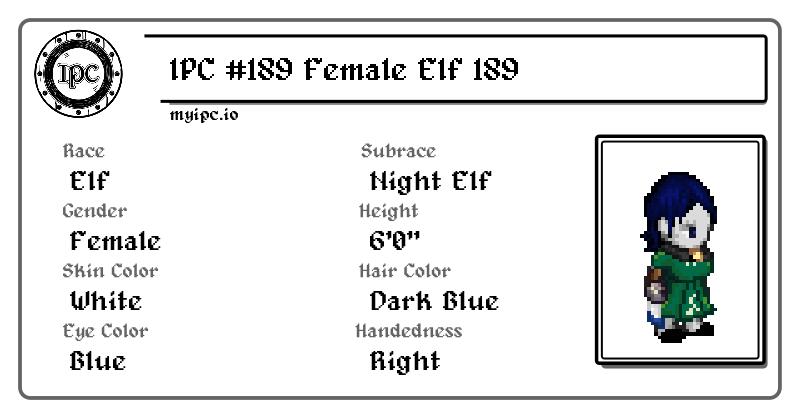 IPC
IPC #189 Female Elf 189
myipc.io
Race
Elf
Subrace
Night Elf
Gender
Female
Height
6'0"
Skin Color
White
Hair Color
Dark Blue
Eye Color
Blue
Handedness
Right